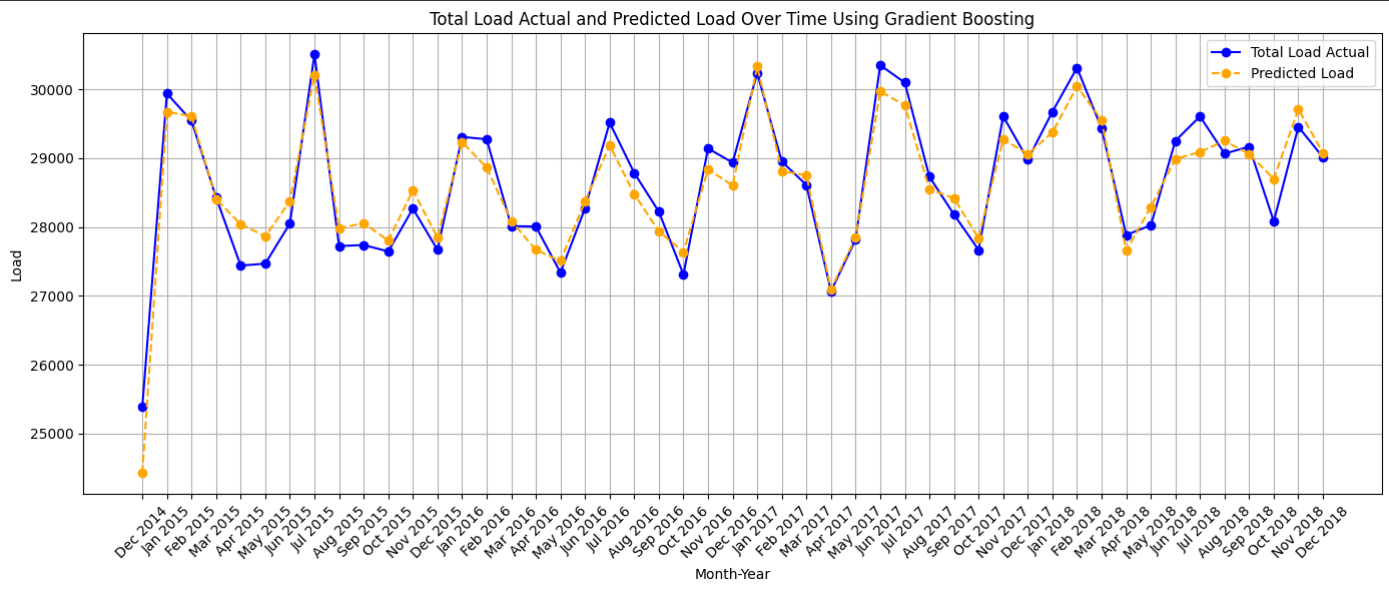 Total Load Actual and Predicted Load Over Time Using Gradient Boosting
Total Load Actual
Predicted Load
30000
29000
28000
27000
26000
25000
Load
Dec 2014
Jan 2015
Feb 2015
Mar 2015
Apr 2015
May 2015
Jun 2015
Jul 2015
Aug 2015
Sep 2015
Oct 2015
Nov 2015
Dec 2015
Jan 2016
Feb 2016
Mar 2016
Apr 2016
May 2016
Jun 2016
Jul 2016
Aug 2016
Sep 2016
Oct 2016
Nov 2016
Dec 2016
Jan 2017
Feb 2017
Mar 2017
Apr 2017
May 2017
Jun 2017
Jul 2017
Aug 2017
Sep 2017
Oct 2017
Nov 2017
Dec 2017
Jan 2018
Feb 2018
Mar 2018
Apr 2018
May 2018
Jun 2018
Jul 2018
Aug 2018
Sep 2018
Oct 2018
Nov 2018
Dec 2018
Month-Year